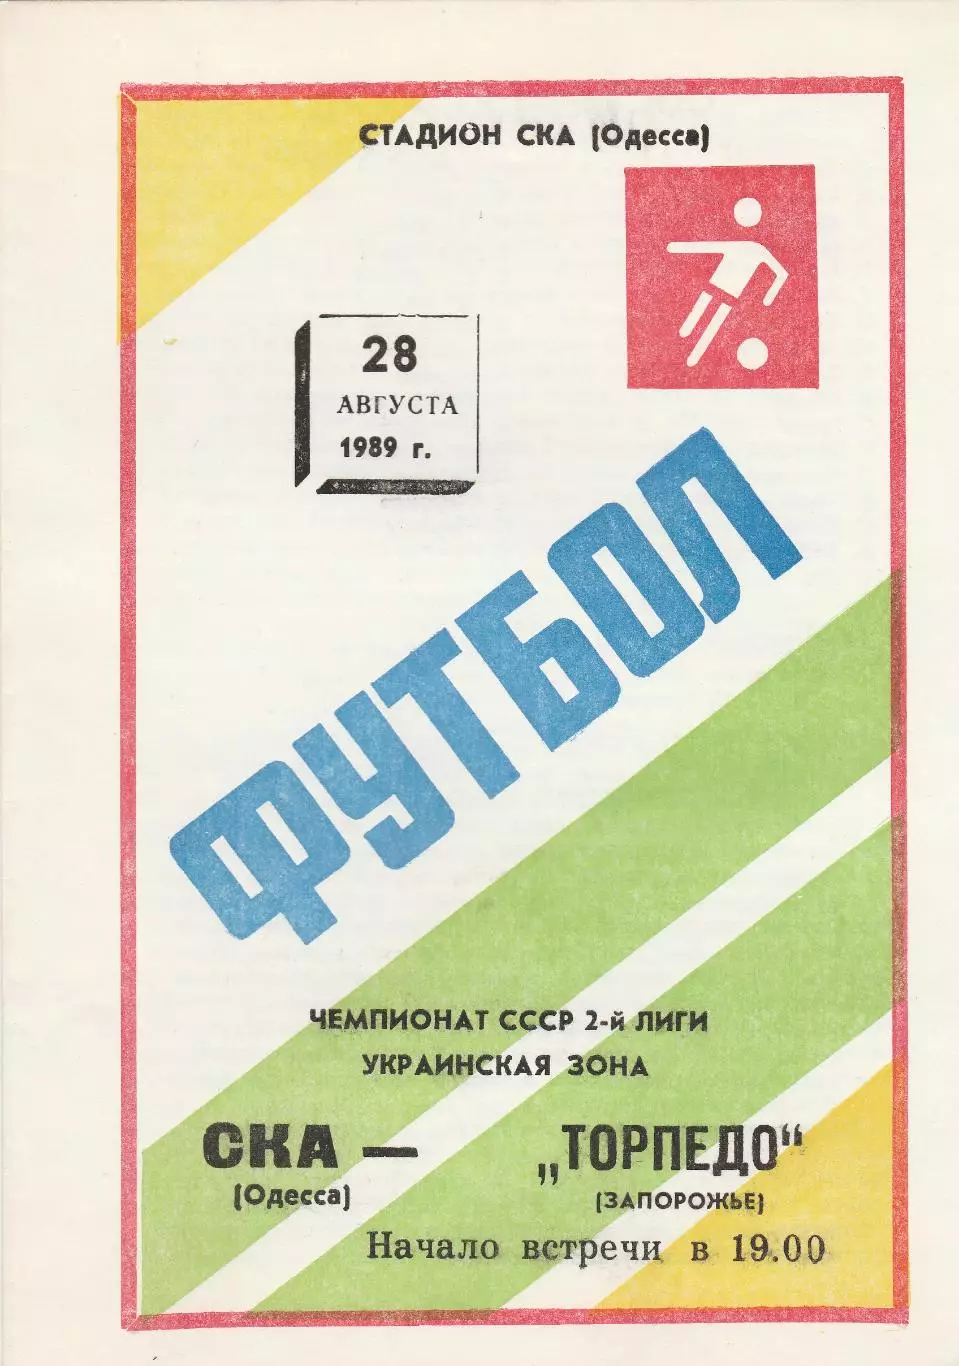 СТАДИОН СКА (Одесса)
28
АВГУСТА
1989 г.
ФУТБОЛ
ЧЕМПИОНАТ СССР 2-й ЛИГИ
УКРАИНСКАЯ ЗОНА
СКА — „ТОРПЕДО“
(Одесса) (ЗАПОРОЖЬЕ)
Начало встречи в 19.00